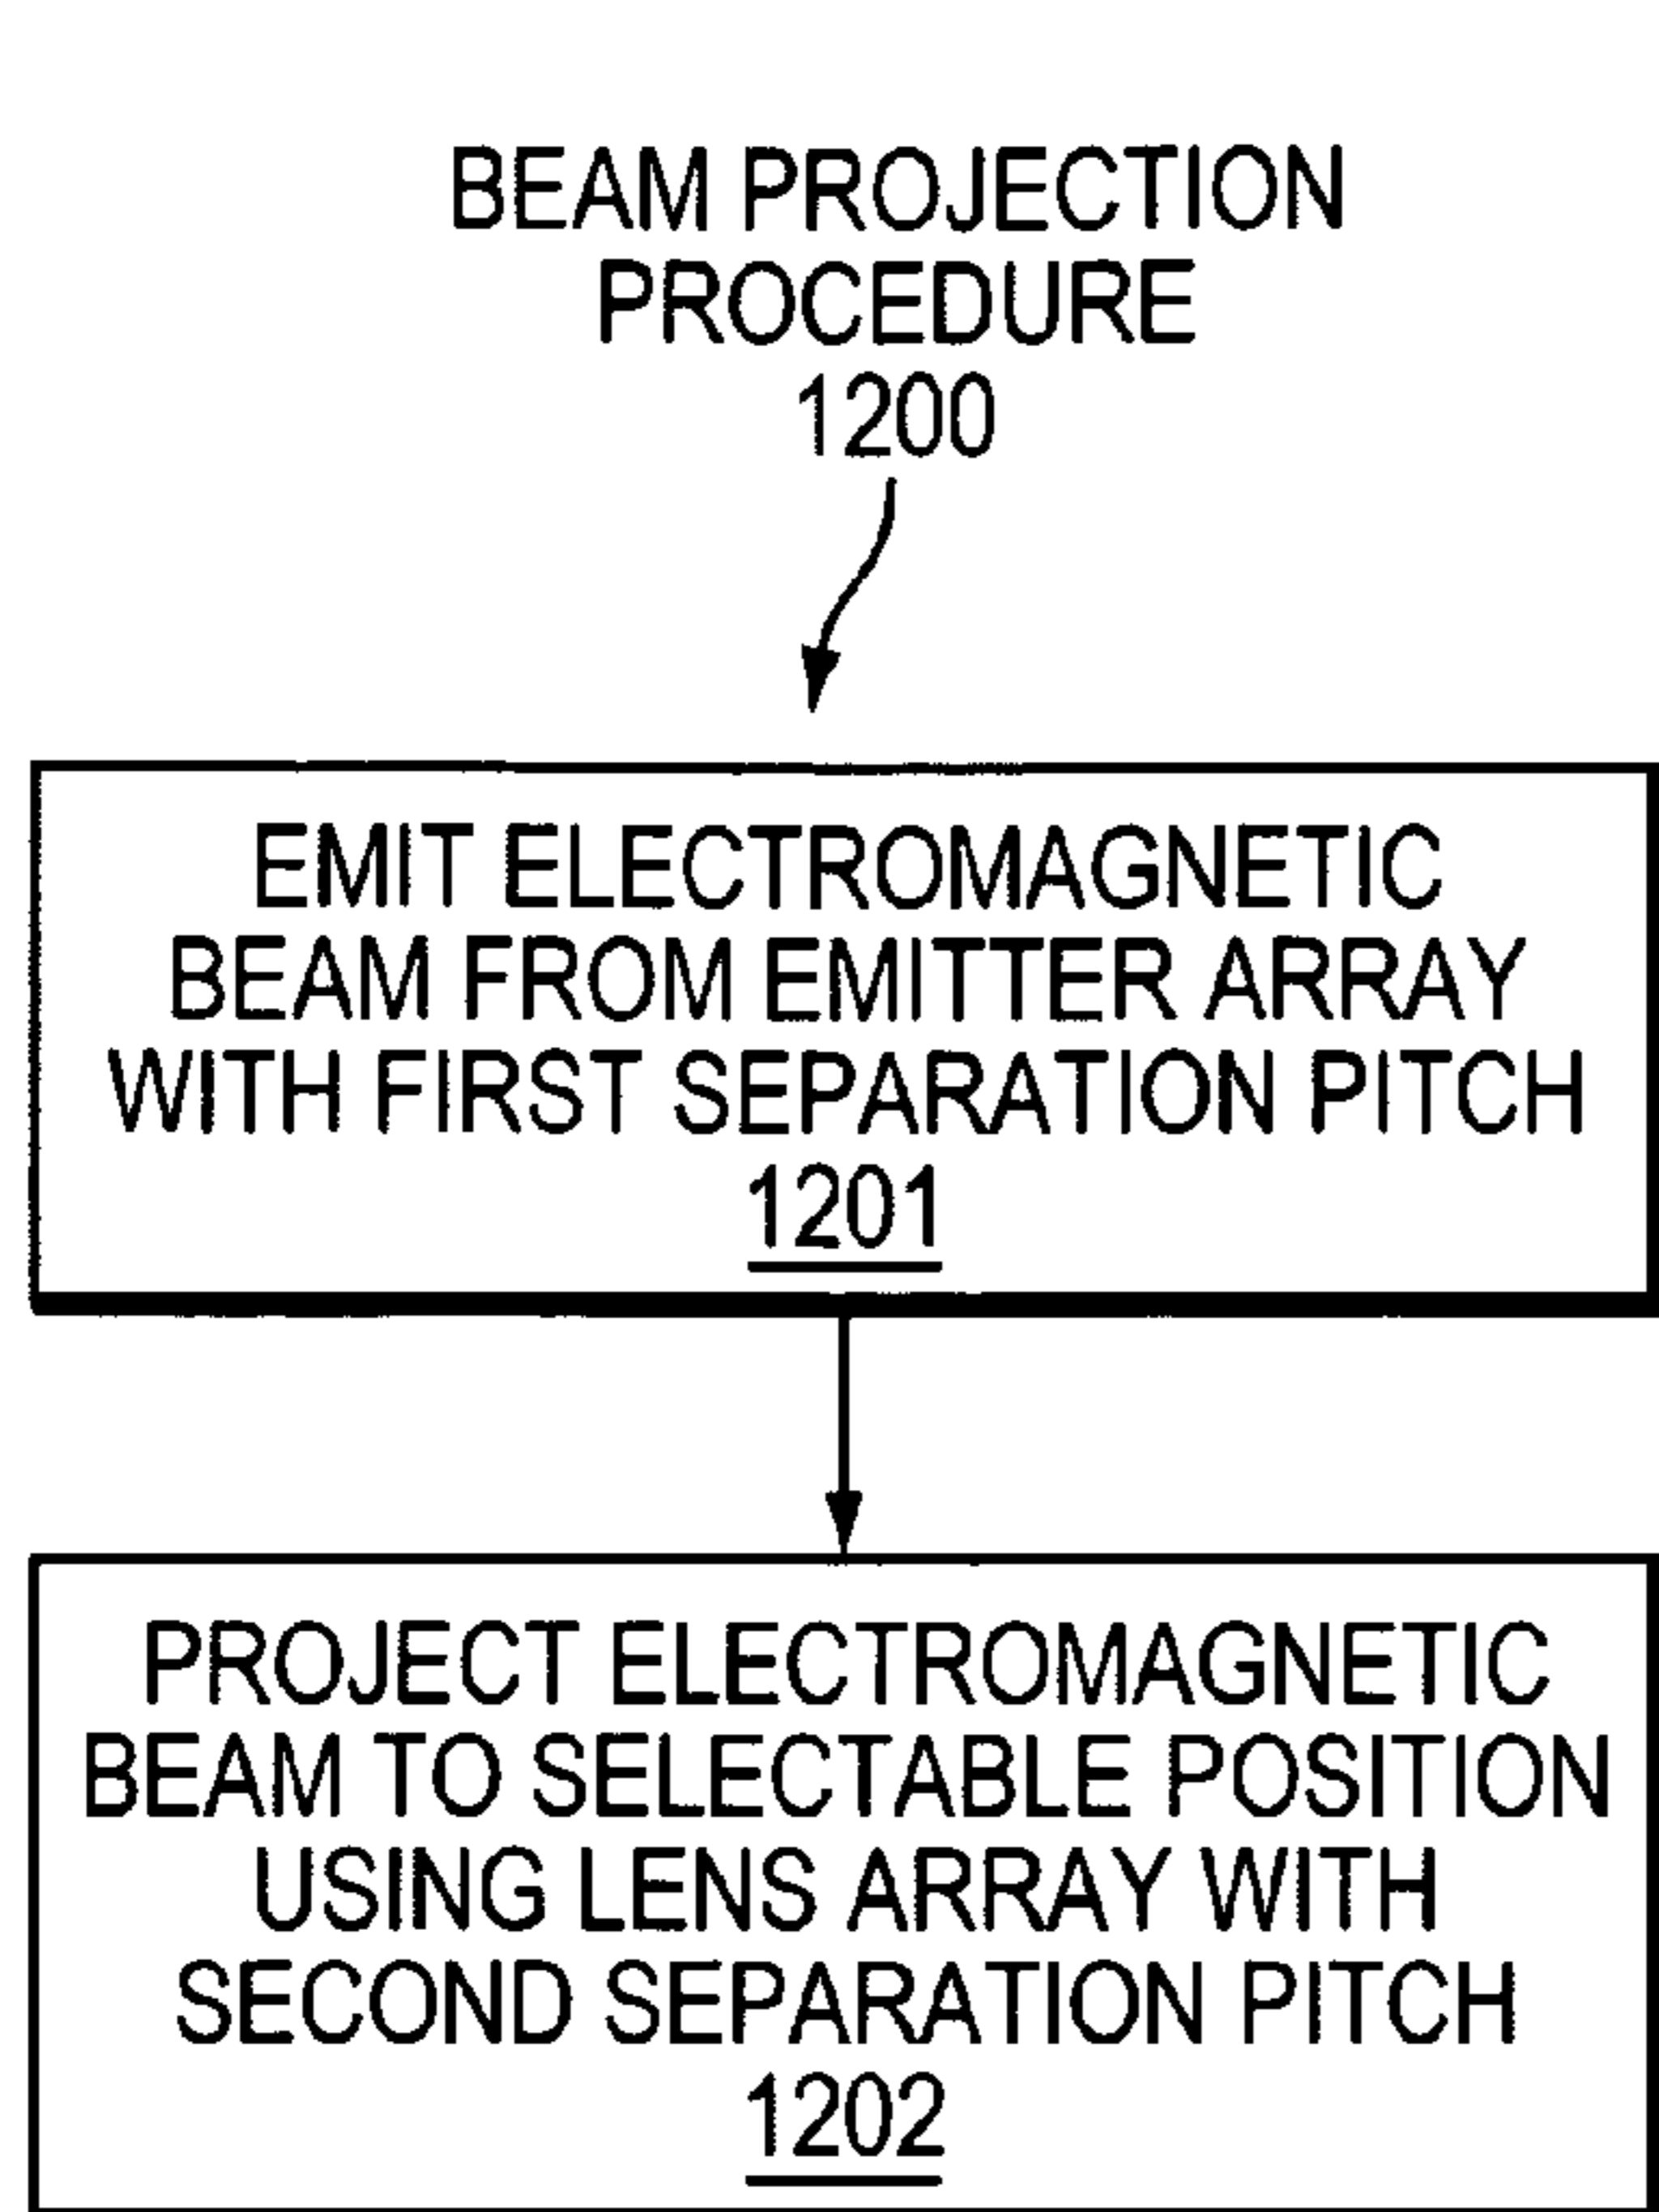 BEAM PROJECTION
PROCEDURE
1200
EMIT ELECTROMAGNETIC
BEAM FROM EMITTER ARRAY
WITH FIRST SEPARATION PITCH
1201
PROJECT ELECTROMAGNETIC
BEAM TO SELECTABLE POSITION
USING LENS ARRAY WITH
SECOND SEPARATION PITCH
1202